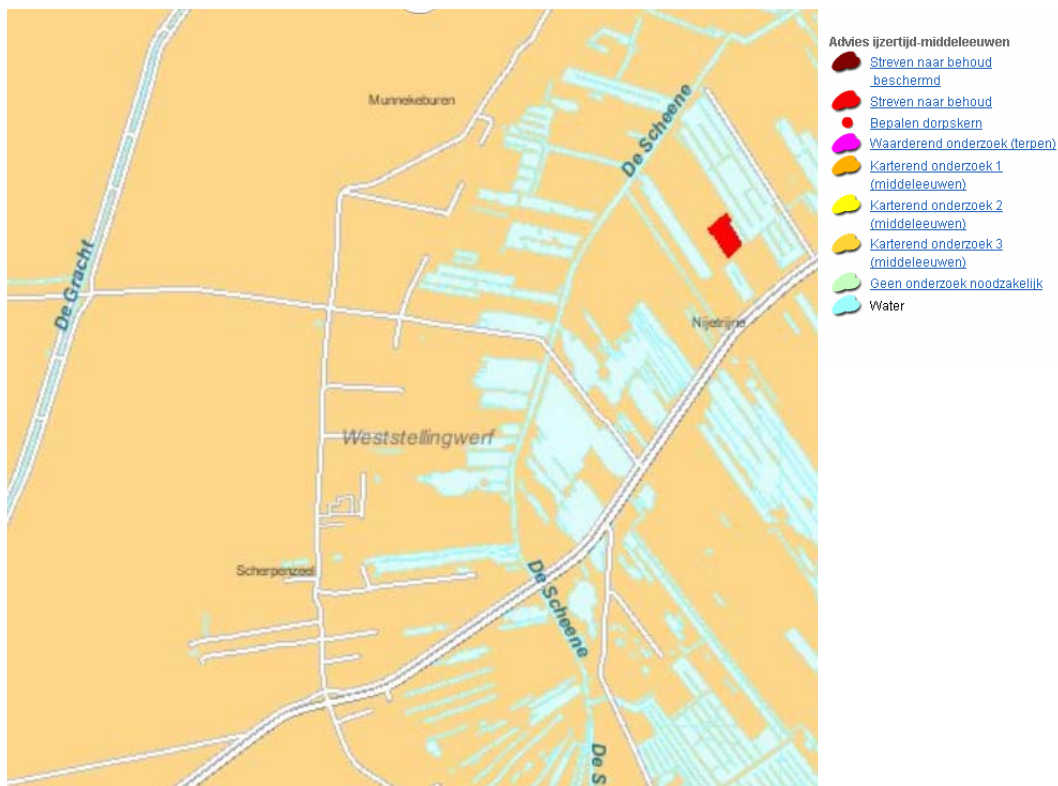 Munnekeburen
De Scheene
De Gracht
Nijetrijne
Weststellingwerf
Scherpenzeel
De Scheene
De S
Advies ijzertijd-middeleeuwen
Streven naar behoud
beschermd
Streven naar behoud
Bepalen dorpskern
Waarderend onderzoek (terpen)
Karterend onderzoek 1
(middeleeuwen)
Karterend onderzoek 2
(middeleeuwen)
Karterend onderzoek 3
(middeleeuwen)
Geen onderzoek noodzakelijk
Water